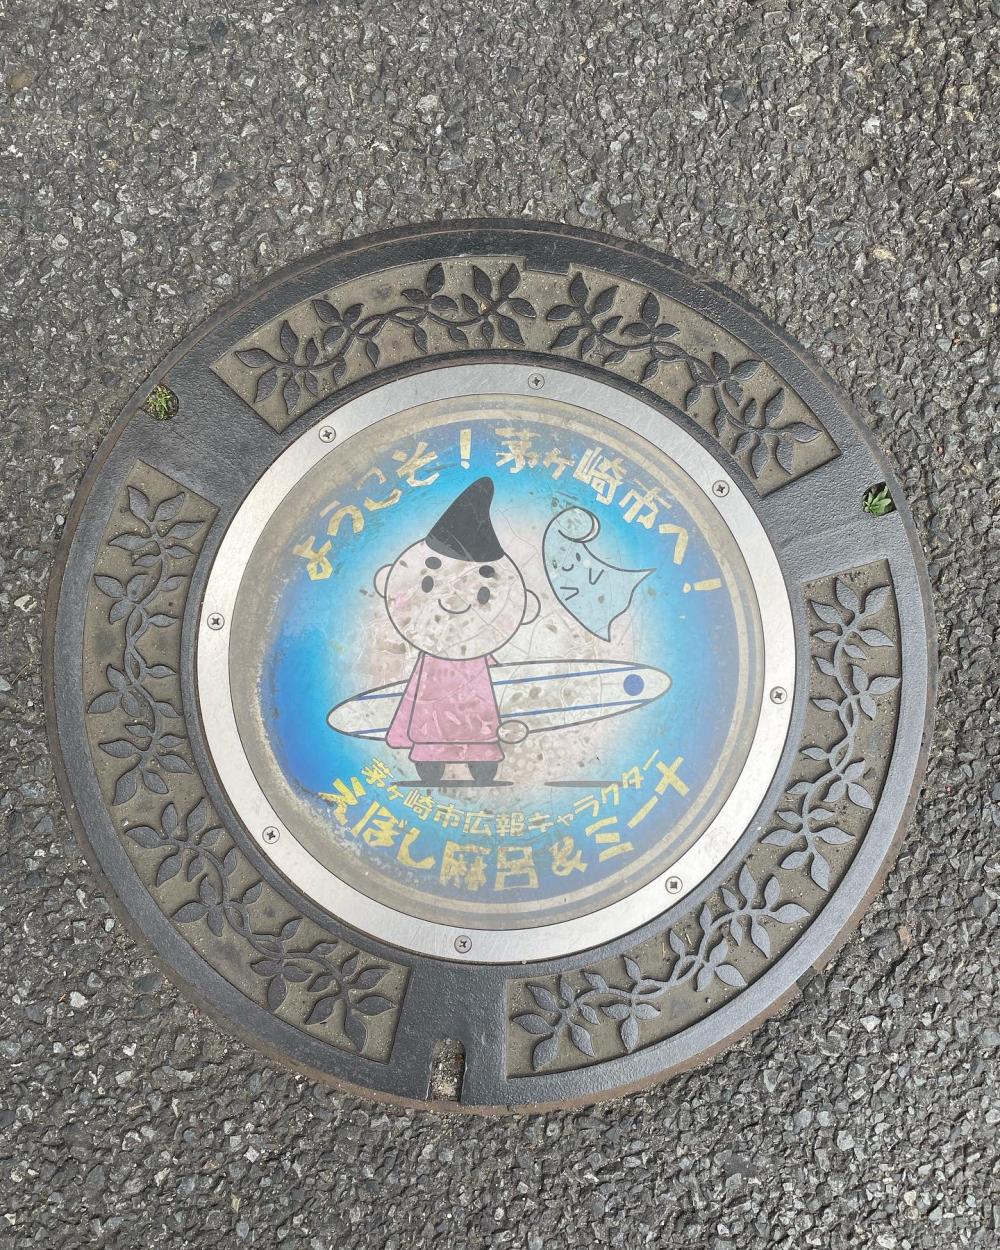 ようこそ！茅ヶ崎市へ！
茅ヶ崎市広報キャラクター
えぼし麻呂&ミーナ